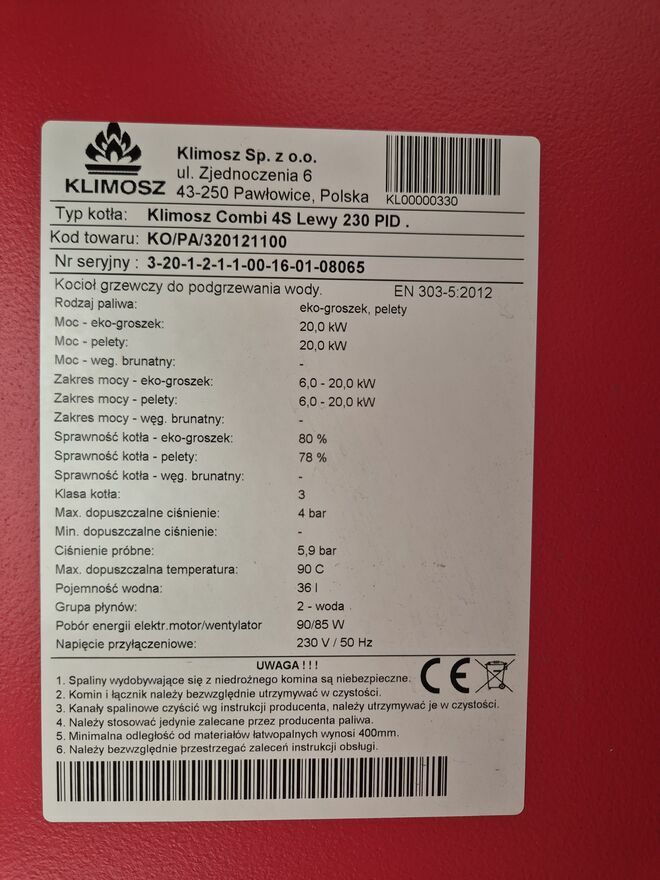 KLIMOSZ
Klimosz Sp. z o.o.
ul. Zjednoczenia 6
43-250 Pawłowice, Polska
KL00000330
Typ kotła: Klimosz Combi 4S Lewy 230 PID .
Kod towaru: KO/PA/320121100
Nr seryjny : 3-20-1-2-1-1-00-16-01-08065
Kocioł grzewczy do podgrzewania wody. EN 303-5:2012
Rodzaj paliwa: eko-groszek, pelety
Moc - eko-groszek: 20,0 kW
Moc - pelety: 20,0 kW
Moc - weg. brunatny: -
Zakres mocy - eko-groszek: 6,0 - 20,0 kW
Zakres mocy - pelety: 6,0 - 20,0 kW
Zakres mocy - węg. brunatny: -
Sprawność kotła - eko-groszek: 80 %
Sprawność kotła - pelety: 78 %
Sprawność kotła - węg. brunatny: -
Klasa kotła: 3
Max. dopuszczalne ciśnienie: 4 bar
Min. dopuszczalne ciśnienie: -
Ciśnienie próbne: 5,9 bar
Max. dopuszczalna temperatura: 90 C
Pojemność wodna: 36 l
Grupa płynów: 2 - woda
Pobór energii elektr.motor/wentylator 90/85 W
Napięcie przyłączeniowe: 230 V / 50 Hz
UWAGA ! ! !
1. Spaliny wydobywające się z niedrożnego komina są niebezpieczne.
2. Komin i łącznik należy bezwzględnie utrzymywać w czystości.
3. Kanały spalinowe czyścić wg instrukcji producenta, należy utrzymywać je w czystości.
4. Należy stosować jedynie zalecane przez producenta paliwa.
5. Minimalna odległość od materiałów łatwopalnych wynosi 400mm.
6. Należy bezwzględnie przestrzegać zaleceń instrukcji obsługi.
CE